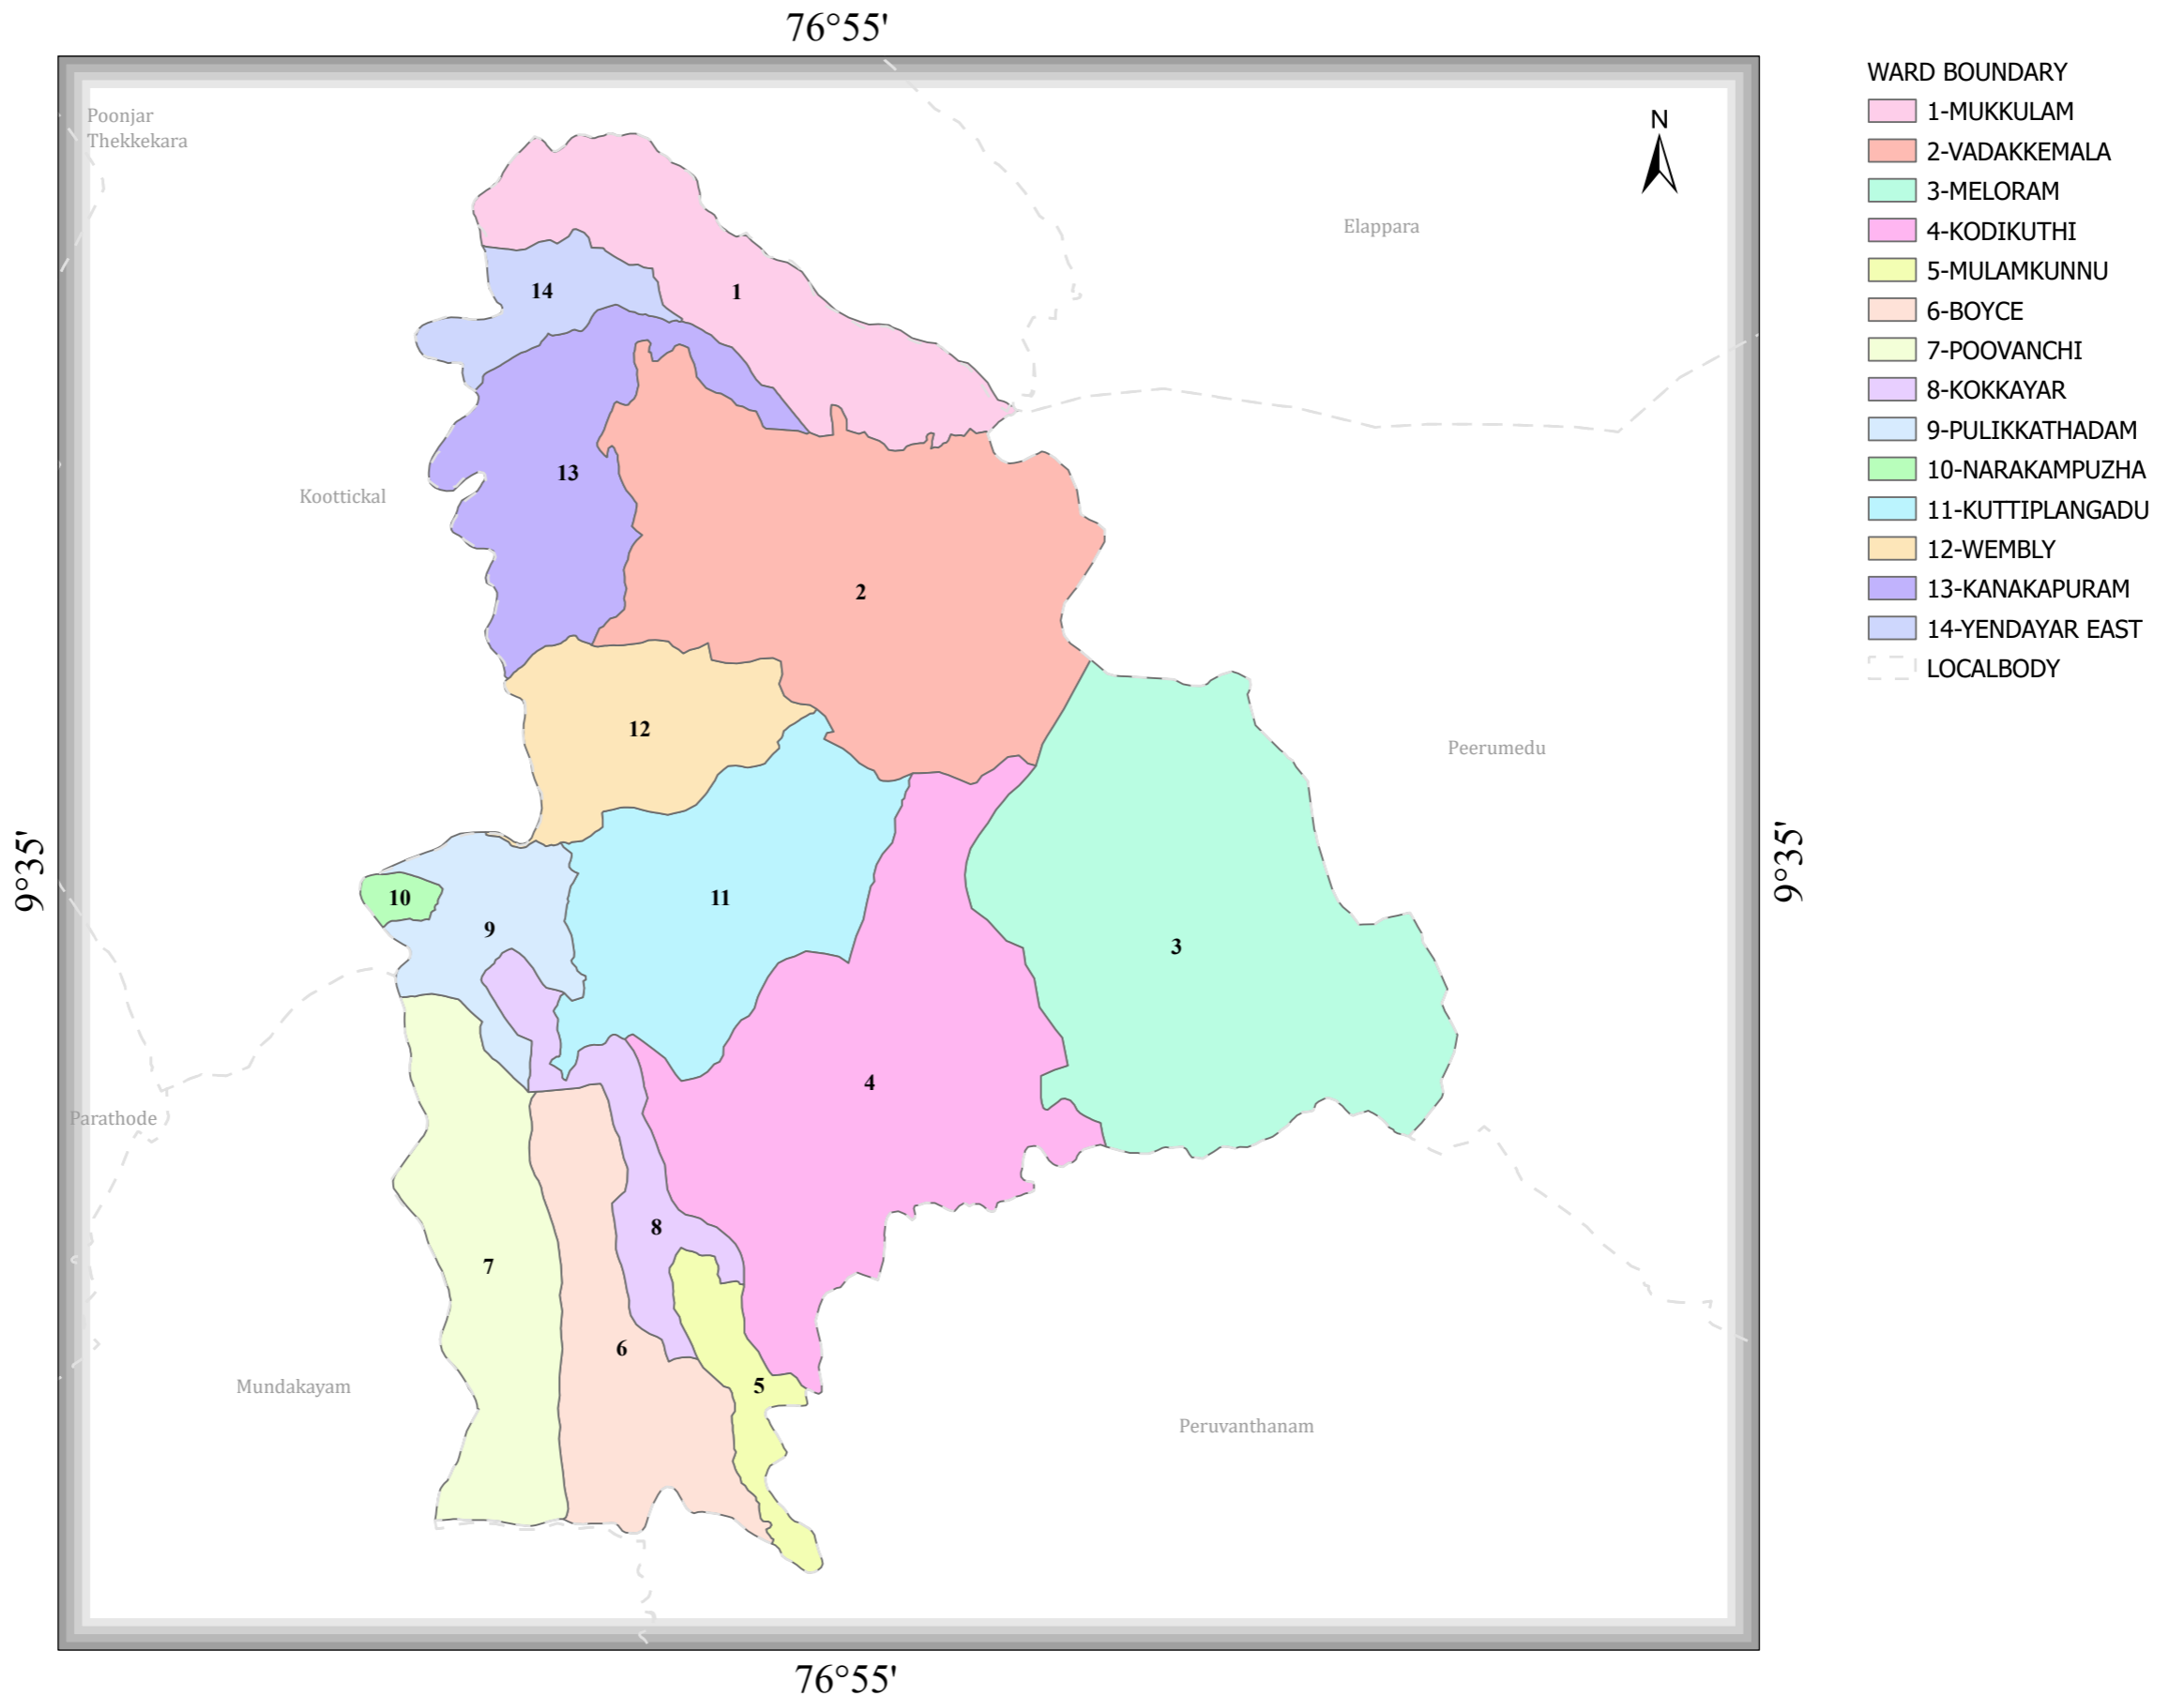 76°55'
WARD BOUNDARY
1-MUKKULAM
2-VADAKKEMALA
3-MELORAM
4-KODIKUTHI
5-MULAMKUNNU
6-BOYCE
7-POOVANCHI
8-KOKKAYAR
9-PULIKKATHADAM
10-NARAKAMPUZHA
11-KUTTIPLANGADU
12-WEMBLY
13-KANAKAPURAM
14-YENDAYAR EAST
LOCALBODY
Poonjar
Thekkekara
N
Elappara
14
1
13
Koottickal
2
12
Peerumedu
9°35'
9°35'
10
11
9
3
4
Parathode
8
7
6
5
Mundakayam
Peruvanthanam
76°55'